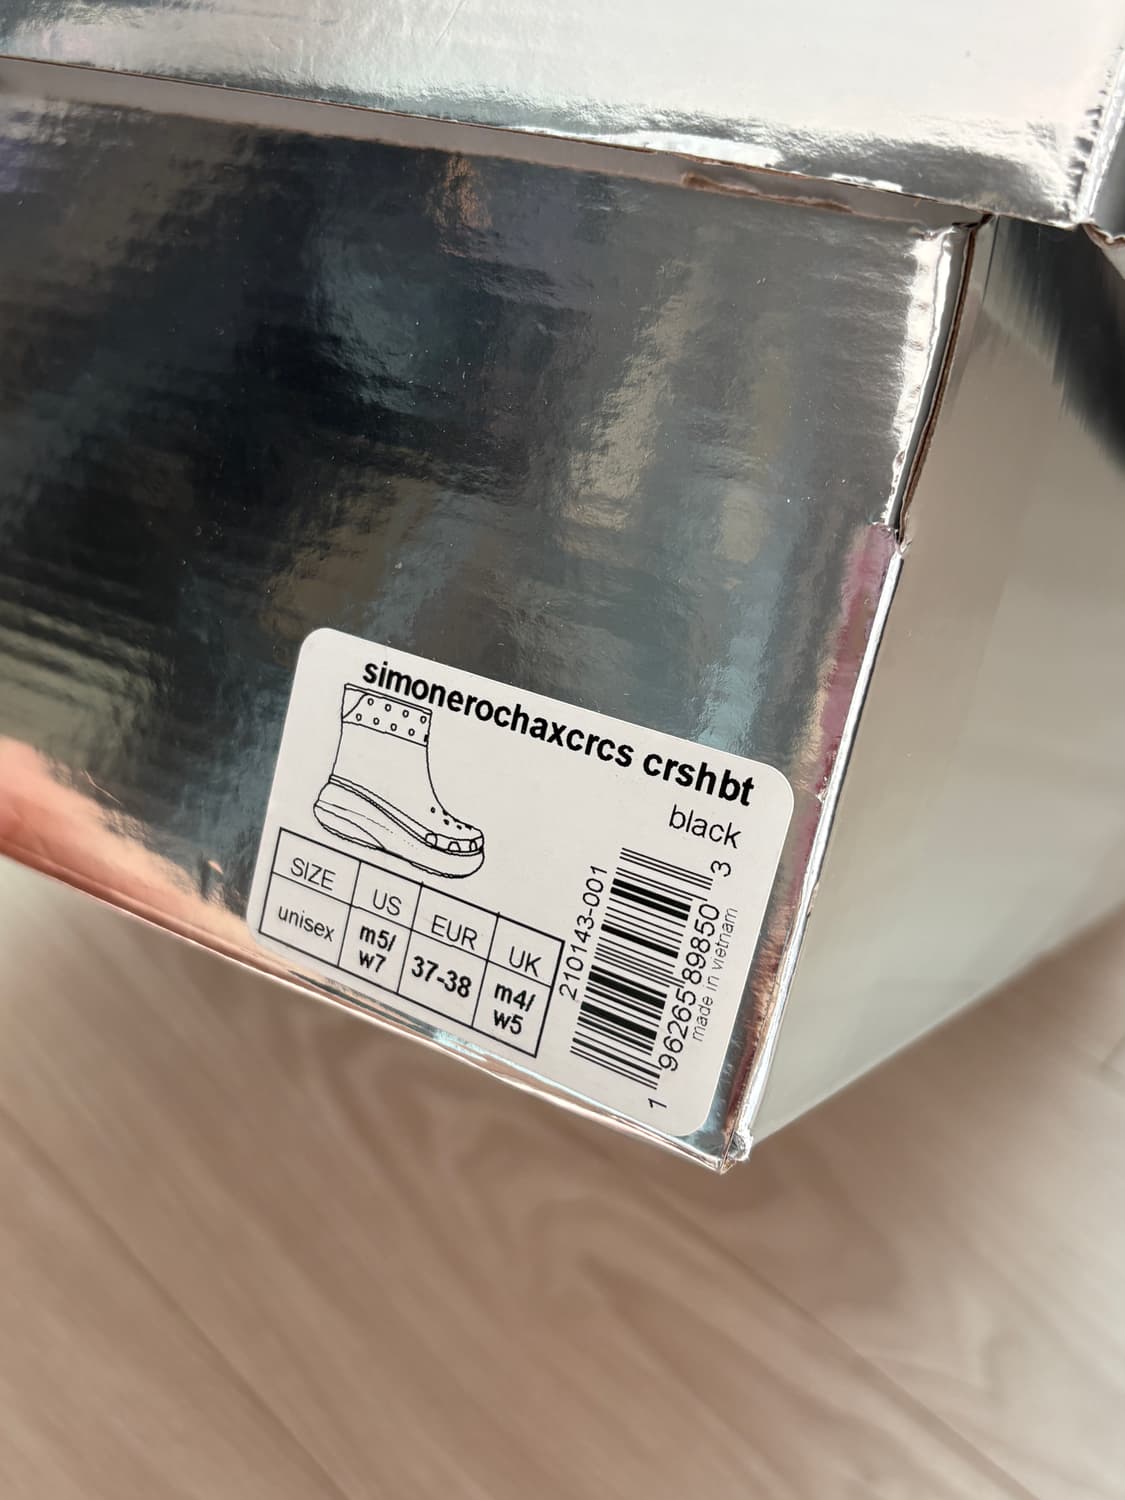 simonerochaxcrcs crshbt
black
SIZE US EUR UK
unisex m5/w7 37-38 m4/w5
210143-001
1 96265 89850 3
made in vietnam